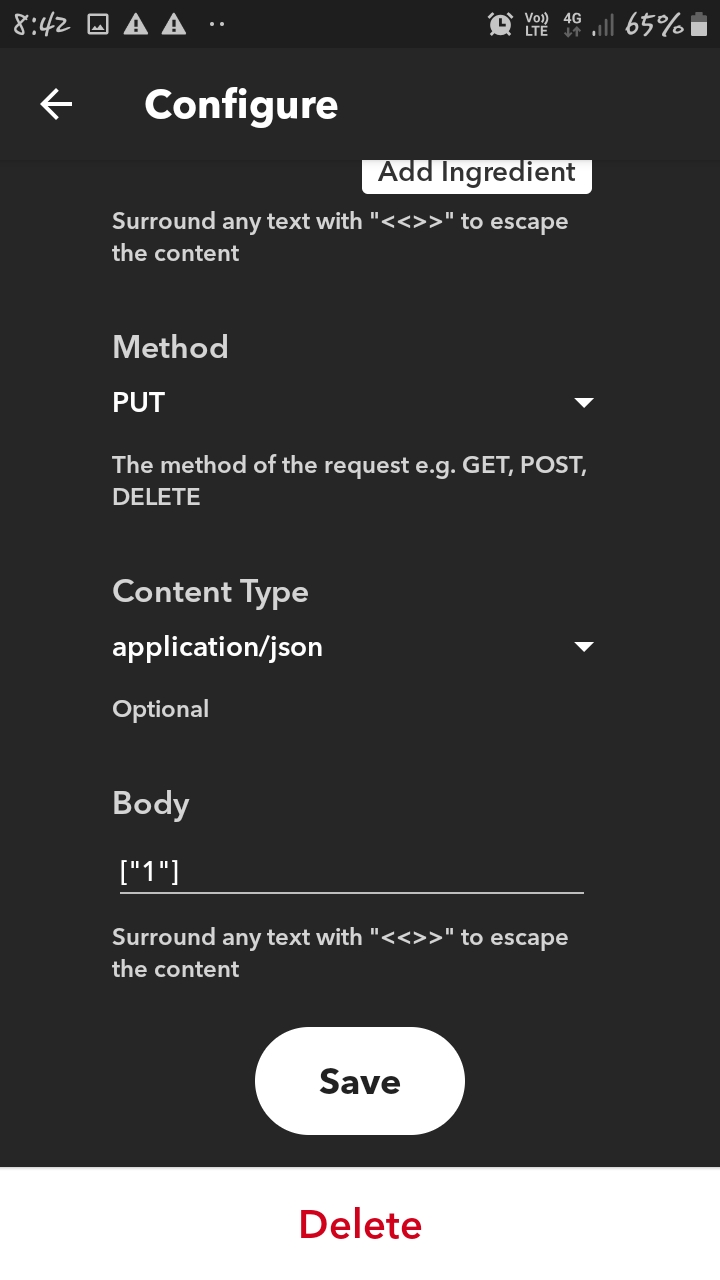 8:42
Vo))
LTE
4G
65%
Configure
Add Ingredient
Surround any text with "<<>>" to escape
the content
Method
PUT
The method of the request e.g. GET, POST,
DELETE
Content Type
application/json
Optional
Body
["1"]
Surround any text with "<<>>" to escape
the content
Save
Delete